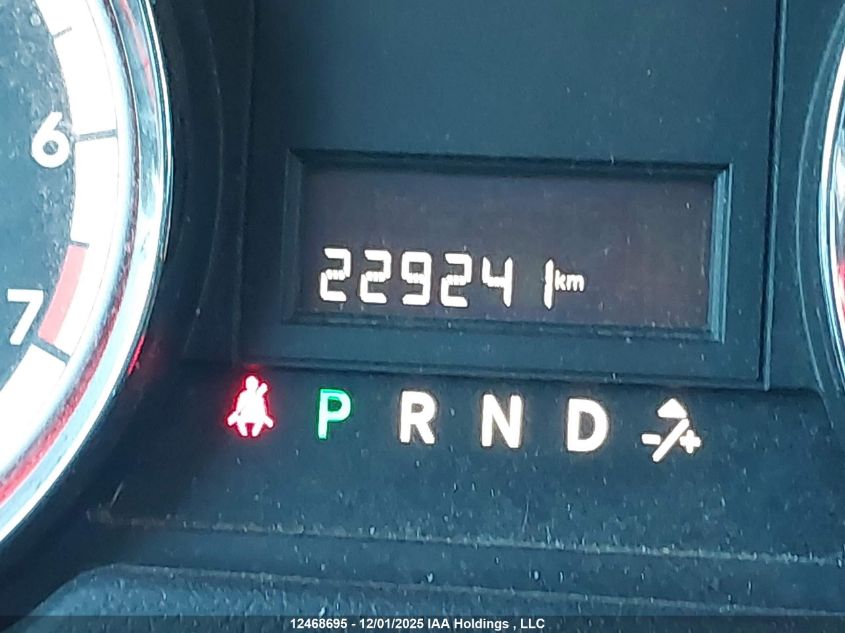 6
7
229241 km
P R N D -/+
12468695 - 12/01/2025 IAA Holdings , LLC